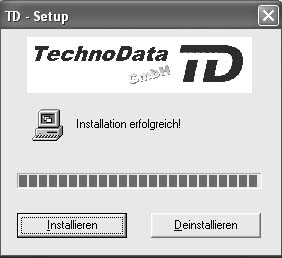 TD - Setup
TechnoData
GmbH
TD
Installation erfolgreich!
Installieren
Deinstallieren